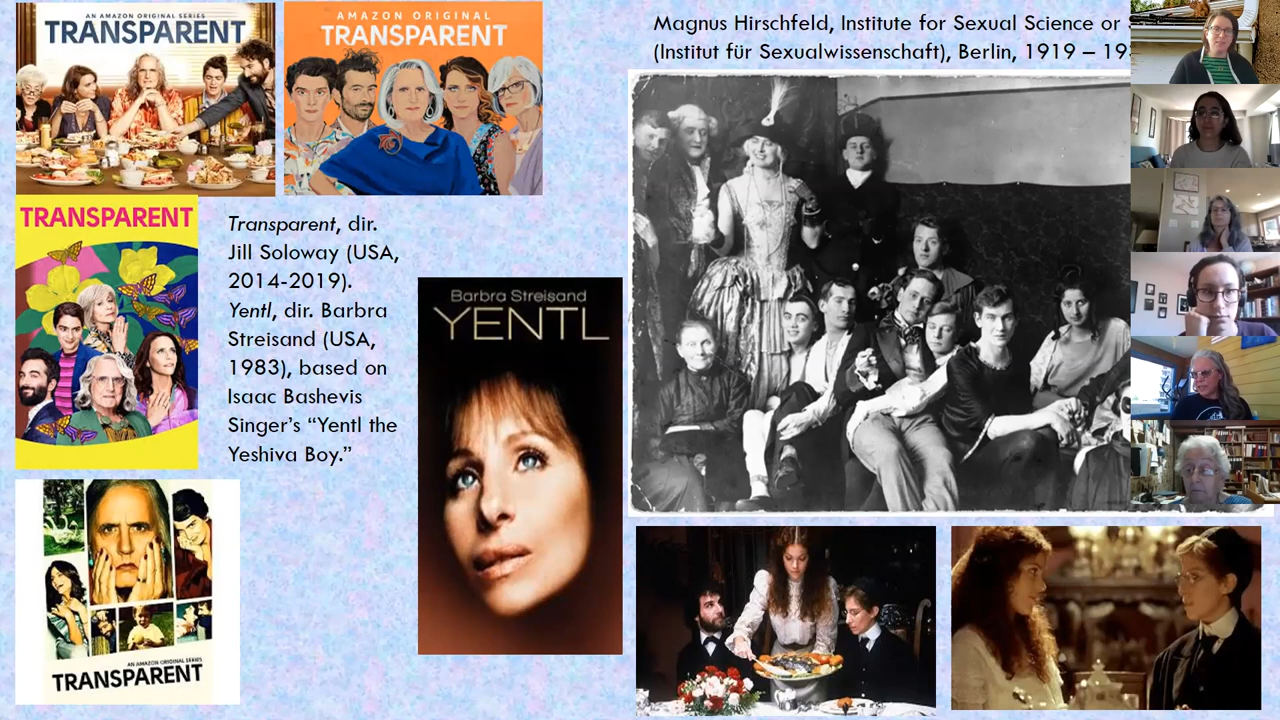 AN AMAZON ORIGINAL SERIES
TRANSPARENT
AMAZON ORIGINAL
TRANSPARENT
Magnus Hirschfeld, Institute for Sexual Science or
(Institut für Sexualwissenschaft), Berlin, 1919 – 19
TRANSPARENT
Transparent, dir.
Jill Soloway (USA,
2014-2019).
Yentl, dir. Barbra
Streisand (USA,
1983), based on
Isaac Bashevis
Singer’s “Yentl the
Yeshiva Boy.”
Barbra Streisand
YENTL
AN AMAZON ORIGINAL SERIES
TRANSPARENT